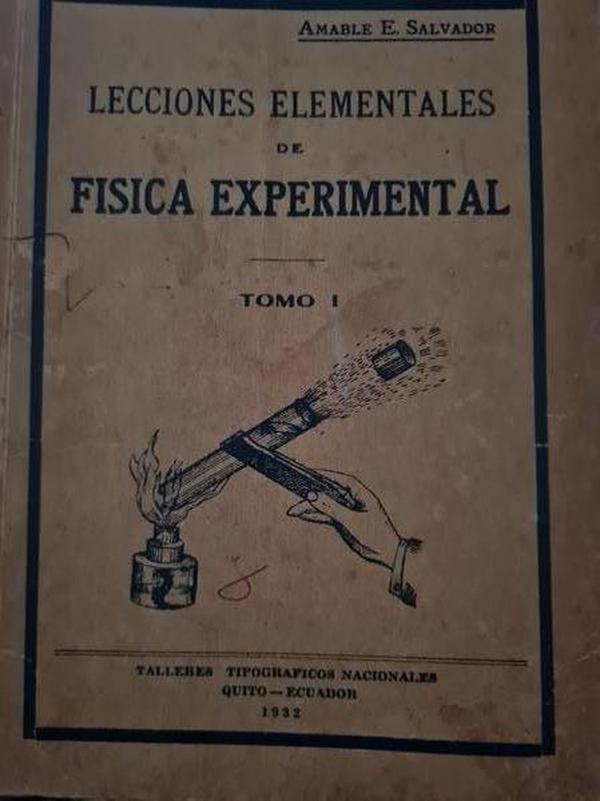 AMABLE E. SALVADOR
LECCIONES ELEMENTALES
DE
FISICA EXPERIMENTAL
TOMO I
TALLERES TIPOGRAFICOS NACIONALES
QUITO — ECUADOR
1932